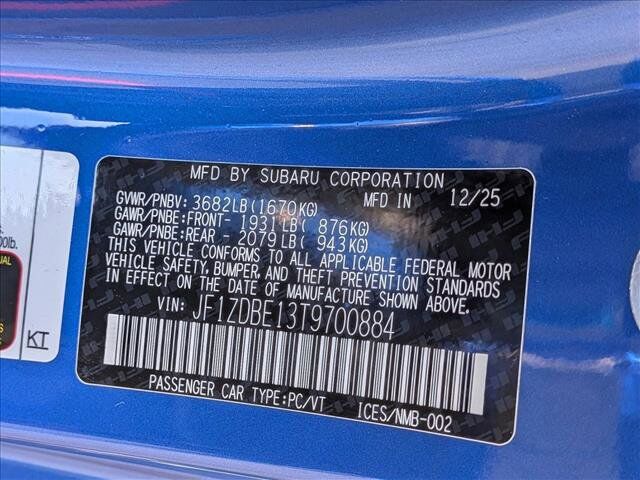 MFD BY SUBARU CORPORATION
GVWR/PNBV: 3682LB(1670KG) MFD IN 12/25
GAWR/PNBE:FRONT- 1931LB( 876KG)
GAWR/PNBE:REAR - 2079LB( 943KG)
THIS VEHICLE CONFORMS TO ALL APPLICABLE FEDERAL MOTOR
VEHICLE SAFETY, BUMPER, AND THEFT PREVENTION STANDARDS
IN EFFECT ON THE DATE OF MANUFACTURE SHOWN ABOVE.
VIN: JF1ZDBE13T9700884
PASSENGER CAR TYPE:PC/VT ICES/NMB-002
00lb.
KT